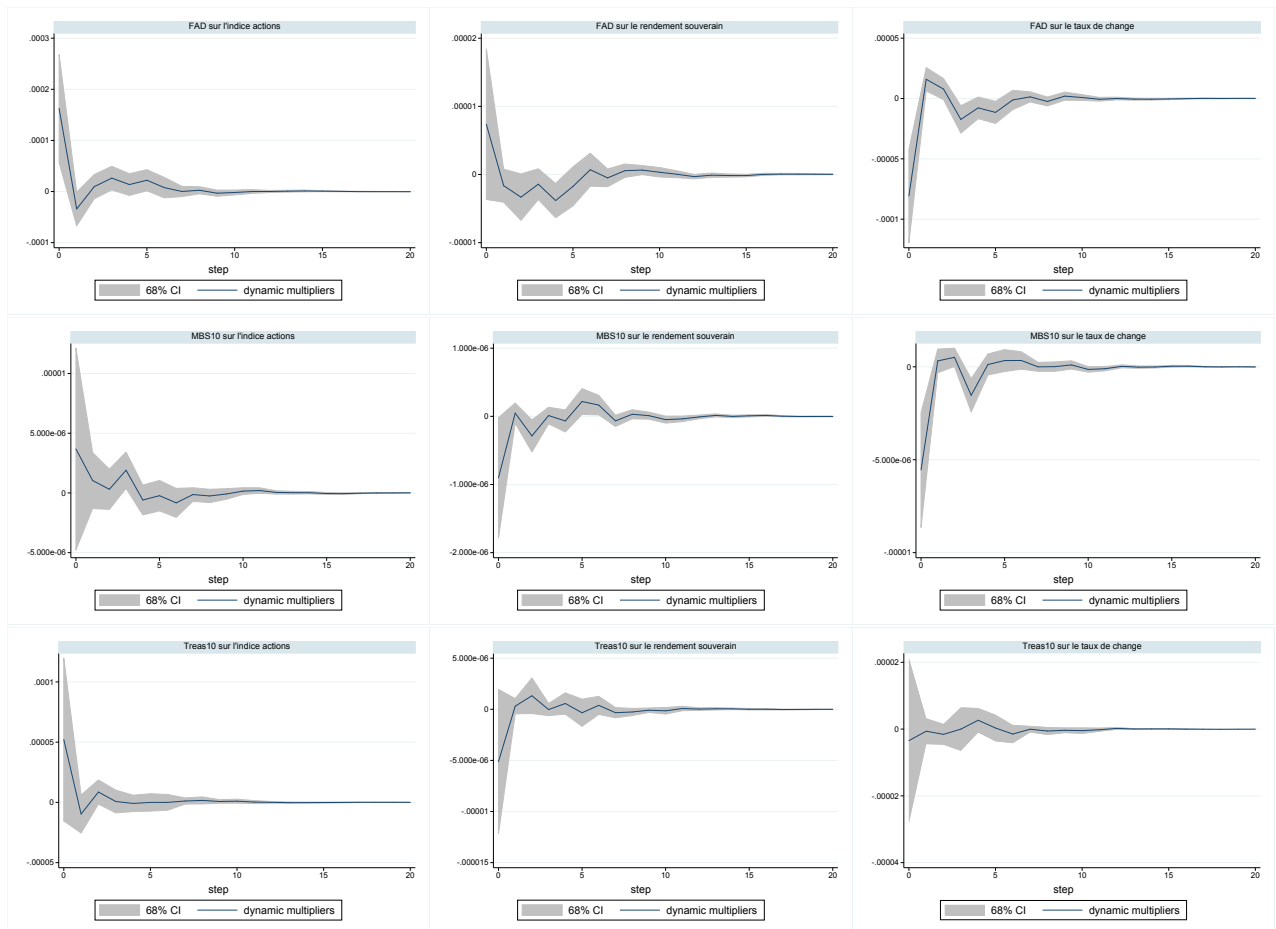 FAD sur l'indice actions
.0003
.0002
.0001
0
-.0001
0 5 10 15 20
step
68% CI dynamic multipliers
FAD sur le rendement souverain
.00002
.00001
0
-.00001
0 5 10 15 20
step
68% CI dynamic multipliers
FAD sur le taux de change
.00005
0
-.00005
-.0001
0 5 10 15 20
step
68% CI dynamic multipliers
MBS10 sur l'indice actions
.00001
5.000e-06
0
-5.000e-06
0 5 10 15 20
step
68% CI dynamic multipliers
MBS10 sur le rendement souverain
1.000e-06
0
-1.000e-06
-2.000e-06
0 5 10 15 20
step
68% CI dynamic multipliers
MBS10 sur le taux de change
0
-5.000e-06
-.00001
0 5 10 15 20
step
68% CI dynamic multipliers
Treas10 sur l'indice actions
.0001
.00005
0
-.00005
0 5 10 15 20
step
68% CI dynamic multipliers
Treas10 sur le rendement souverain
5.000e-06
0
-5.000e-06
-.00001
-.000015
0 5 10 15 20
step
68% CI dynamic multipliers
Treas10 sur le taux de change
.00002
0
-.00002
-.00004
0 5 10 15 20
step
68% CI dynamic multipliers